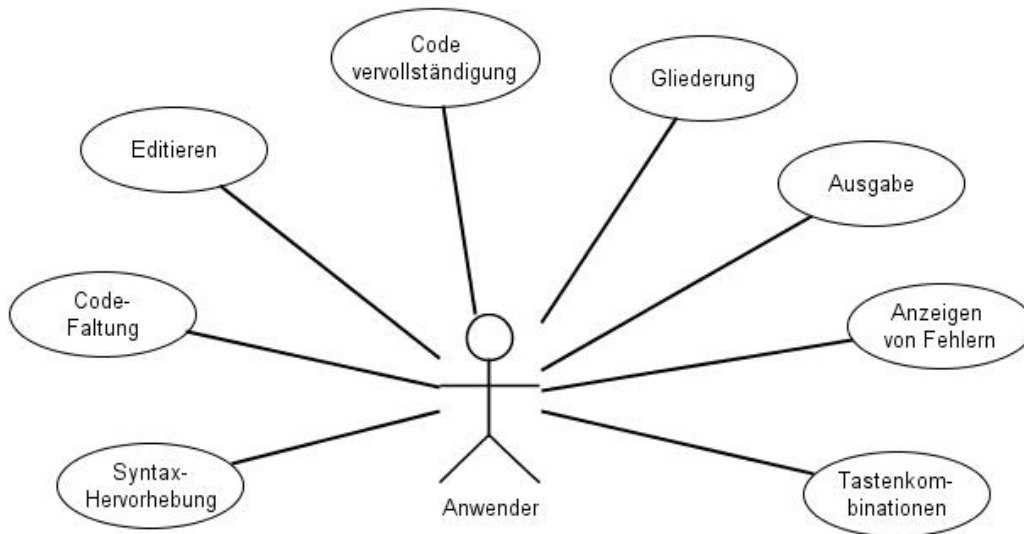 Code
vervollständigung
Gliederung
Editieren
Ausgabe
Code-
Faltung
Anzeigen
von Fehlern
Syntax-
Hervorhebung
Tastenkom-
binationen
Anwender